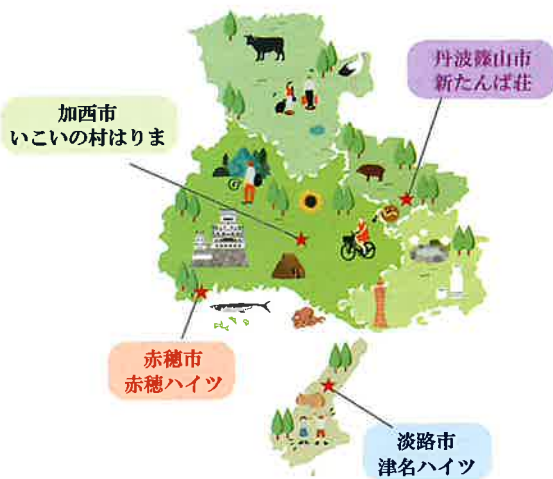 丹波篠山市
新たんば荘
加西市
いこいの村はりま
赤穂市
赤穂ハイツ
淡路市
津名ハイツ